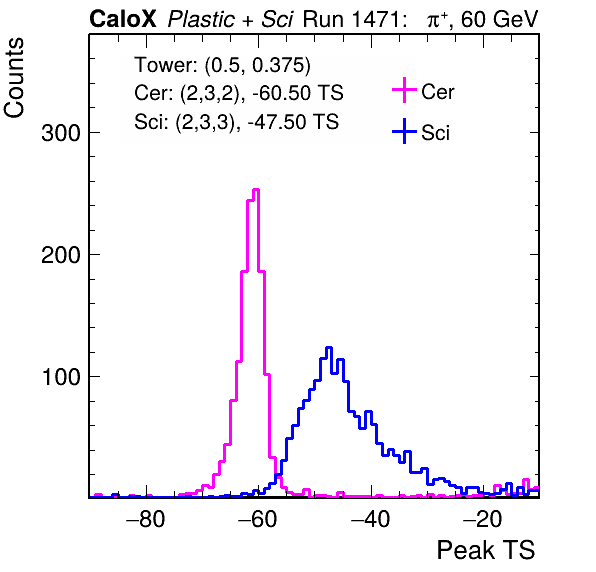 CaloX Plastic + Sci Run 1471: π⁺, 60 GeV
Counts
Tower: (0.5, 0.375)
Cer: (2,3,2), -60.50 TS
Sci: (2,3,3), -47.50 TS
Cer
Sci
300
200
100
−80 −60 −40 −20
Peak TS